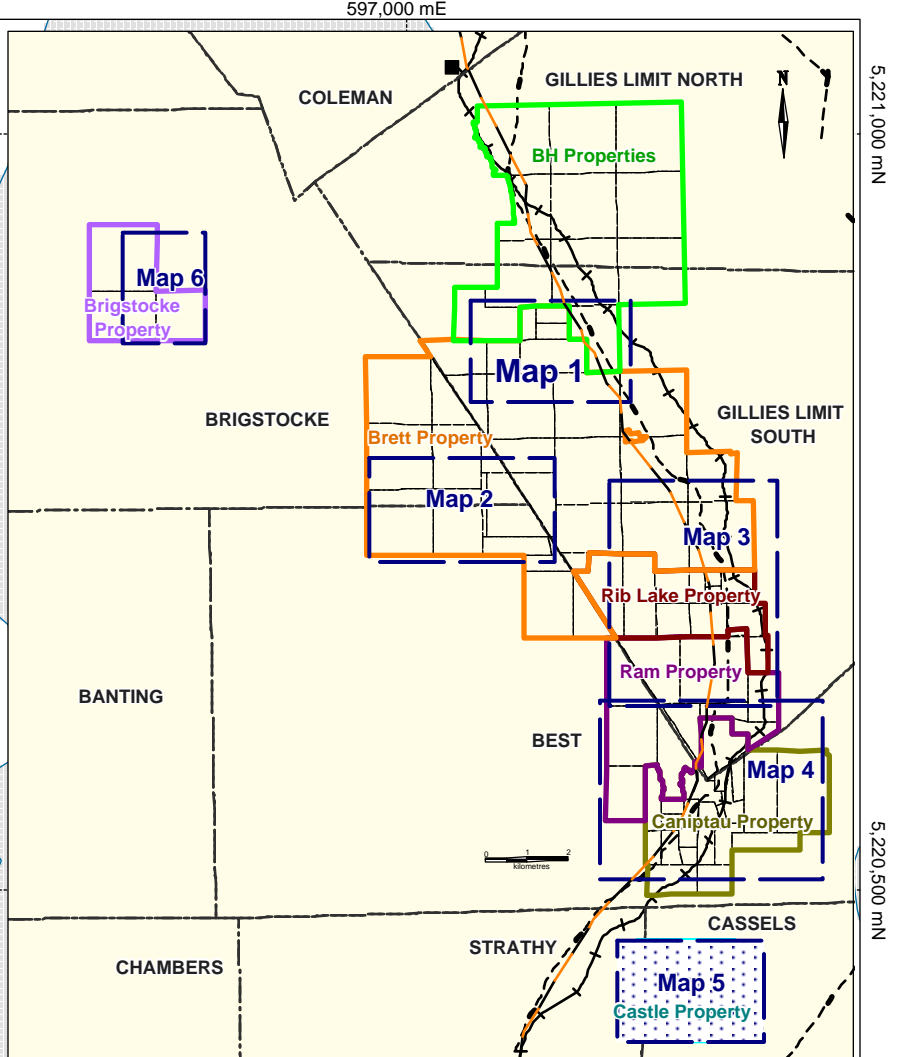 597,000 mE
COLEMAN
GILLIES LIMIT NORTH
N
5,221,000 mN
BH Properties
Map 6
Brigstocke
Property
Map 1
BRIGSTOCKE
GILLIES LIMIT
SOUTH
Brett Property
Map 2
Map 3
Rib Lake Property
Ram Property
BANTING
BEST
Map 4
Caniptau Property
5,220,500 mN
0 1 2
kilometres
CASSELS
STRATHY
CHAMBERS
Map 5
Castle Property